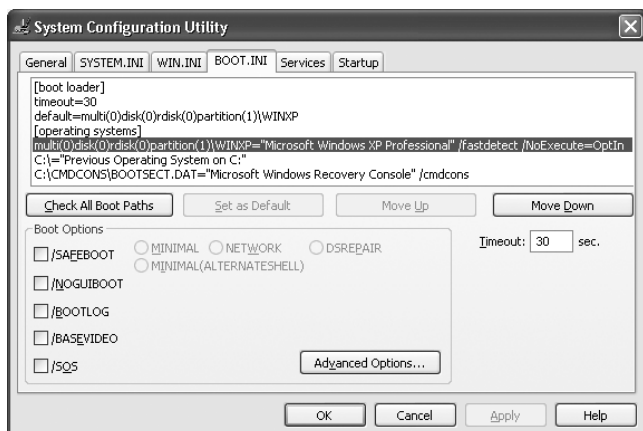 System Configuration Utility
General SYSTEM.INI WIN.INI BOOT.INI Services Startup
[boot loader]
timeout=30
default=multi(0)disk(0)rdisk(0)partition(1)\WINXP
[operating systems]
multi(0)disk(0)rdisk(0)partition(1)\WINXP="Microsoft Windows XP Professional" /fastdetect /NoExecute=OptIn
C:\="Previous Operating System on C:"
C:\CMDCONS\BOOTSECT.DAT="Microsoft Windows Recovery Console" /cmdcons
Check All Boot Paths Set as Default Move Up Move Down
Boot Options
/SAFEBOOT MINIMAL NETWORK DSREPAIR
MINIMAL(ALTERNATESHELL)
/NOGUIBOOT
/BOOTLOG
/BASEVIDEO
/SOS
Advanced Options...
Timeout: 30 sec.
OK Cancel Apply Help